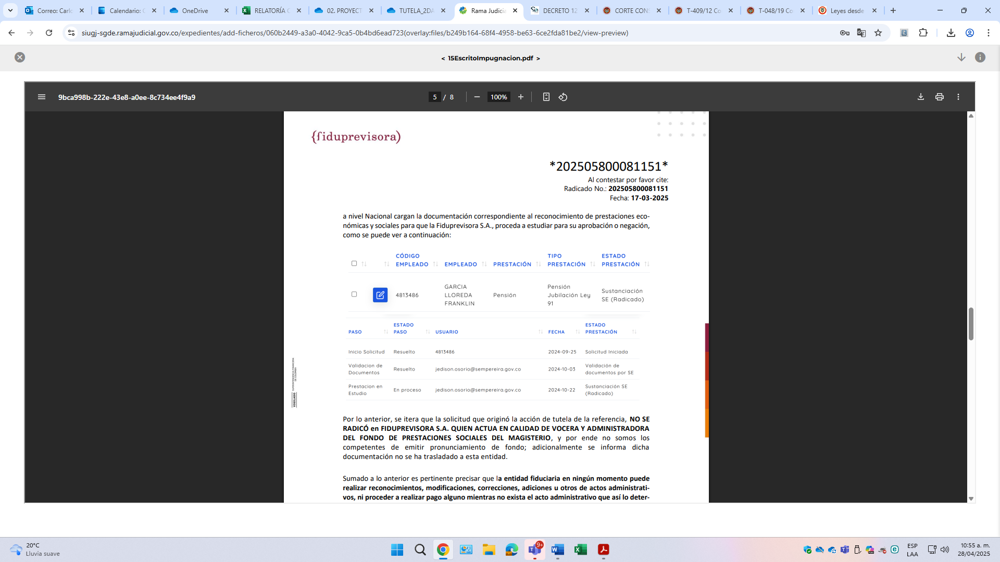 Correo: Carlo
Calendario: C
OneDrive
RELATORÍA C
02. PROYECT
TUTELA_2DA
Rama Judicia
DECRETO 12
CORTE CONS
T-409/12 Co
T-048/19 Co
Leyes desde
siugj-sgde.ramajudicial.gov.co/expedientes/add-ficheros/060b2449-a3a0-4042-9ca5-0b4bd6ead723(overlay:files/b249b164-68f4-4958-be63-6ce2fda81be2/view-preview)
< 15EscritoImpugnacion.pdf >
9bca998b-222e-43e8-a0ee-8c734ee4f9a9
5 / 8
100%
{fiduprevisora)
*202505800081151*
Al contestar por favor cite:
Radicado No.: 202505800081151
Fecha: 17-03-2025
a nivel Nacional cargan la documentación correspondiente al reconocimiento de prestaciones eco-
nómicas y sociales para que la Fiduprevisora S.A., proceda a estudiar para su aprobación o negación,
como se puede ver a continuación:
CÓDIGO EMPLEADO EMPLEADO PRESTACIÓN TIPO PRESTACIÓN ESTADO PRESTACIÓN
4813486 GARCIA LLOREDA FRANKLIN Pensión Pensión Jubilación Ley 91 Sustanciación SE (Radicado)
PASO ESTADO PASO USUARIO FECHA ESTADO PRESTACIÓN
Inicio Solicitud Resuelto 4813486 2024-09-25 Solicitud Iniciada
Validacion de Documentos Resuelto jedison.osorio@sempereira.gov.co 2024-10-03 Validación de documentos por SE
Prestacion en Estudio En proceso jedison.osorio@sempereira.gov.co 2024-10-22 Sustanciación SE (Radicado)
VIGILADO SUPERINTENDENCIA FINANCIERA DE COLOMBIA
Por lo anterior, se itera que la solicitud que originó la acción de tutela de la referencia, NO SE
RADICÓ en FIDUPREVISORA S.A. QUIEN ACTUA EN CALIDAD DE VOCERA Y ADMINISTRADORA
DEL FONDO DE PRESTACIONES SOCIALES DEL MAGISTERIO, y por ende no somos los
competentes de emitir pronunciamiento de fondo; adicionalmente se informa dicha
documentación no se ha trasladado a esta entidad.
Sumado a lo anterior es pertinente precisar que la entidad fiduciaria en ningún momento puede
realizar reconocimientos, modificaciones, correcciones, adiciones u otros de actos administrati-
vos, ni proceder a realizar pago alguno mientras no exista el acto administrativo que así lo deter-
20°C
Lluvia suave
9+
ESP
LAA
10:55 a. m.
28/04/2025